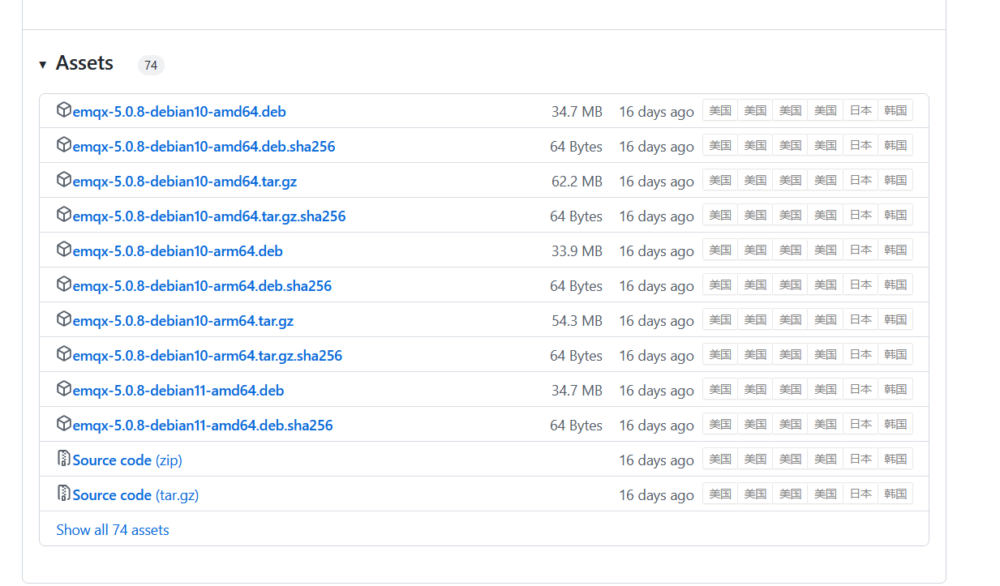 Assets 74
emqx-5.0.8-debian10-amd64.deb 34.7 MB 16 days ago 美国 美国 美国 美国 日本 韩国
emqx-5.0.8-debian10-amd64.deb.sha256 64 Bytes 16 days ago 美国 美国 美国 美国 日本 韩国
emqx-5.0.8-debian10-amd64.tar.gz 62.2 MB 16 days ago 美国 美国 美国 美国 日本 韩国
emqx-5.0.8-debian10-amd64.tar.gz.sha256 64 Bytes 16 days ago 美国 美国 美国 美国 日本 韩国
emqx-5.0.8-debian10-arm64.deb 33.9 MB 16 days ago 美国 美国 美国 美国 日本 韩国
emqx-5.0.8-debian10-arm64.deb.sha256 64 Bytes 16 days ago 美国 美国 美国 美国 日本 韩国
emqx-5.0.8-debian10-arm64.tar.gz 54.3 MB 16 days ago 美国 美国 美国 美国 日本 韩国
emqx-5.0.8-debian10-arm64.tar.gz.sha256 64 Bytes 16 days ago 美国 美国 美国 美国 日本 韩国
emqx-5.0.8-debian11-amd64.deb 34.7 MB 16 days ago 美国 美国 美国 美国 日本 韩国
emqx-5.0.8-debian11-amd64.deb.sha256 64 Bytes 16 days ago 美国 美国 美国 美国 日本 韩国
Source code (zip) 16 days ago 美国 美国 美国 美国 日本 韩国
Source code (tar.gz) 16 days ago 美国 美国 美国 美国 日本 韩国
Show all 74 assets